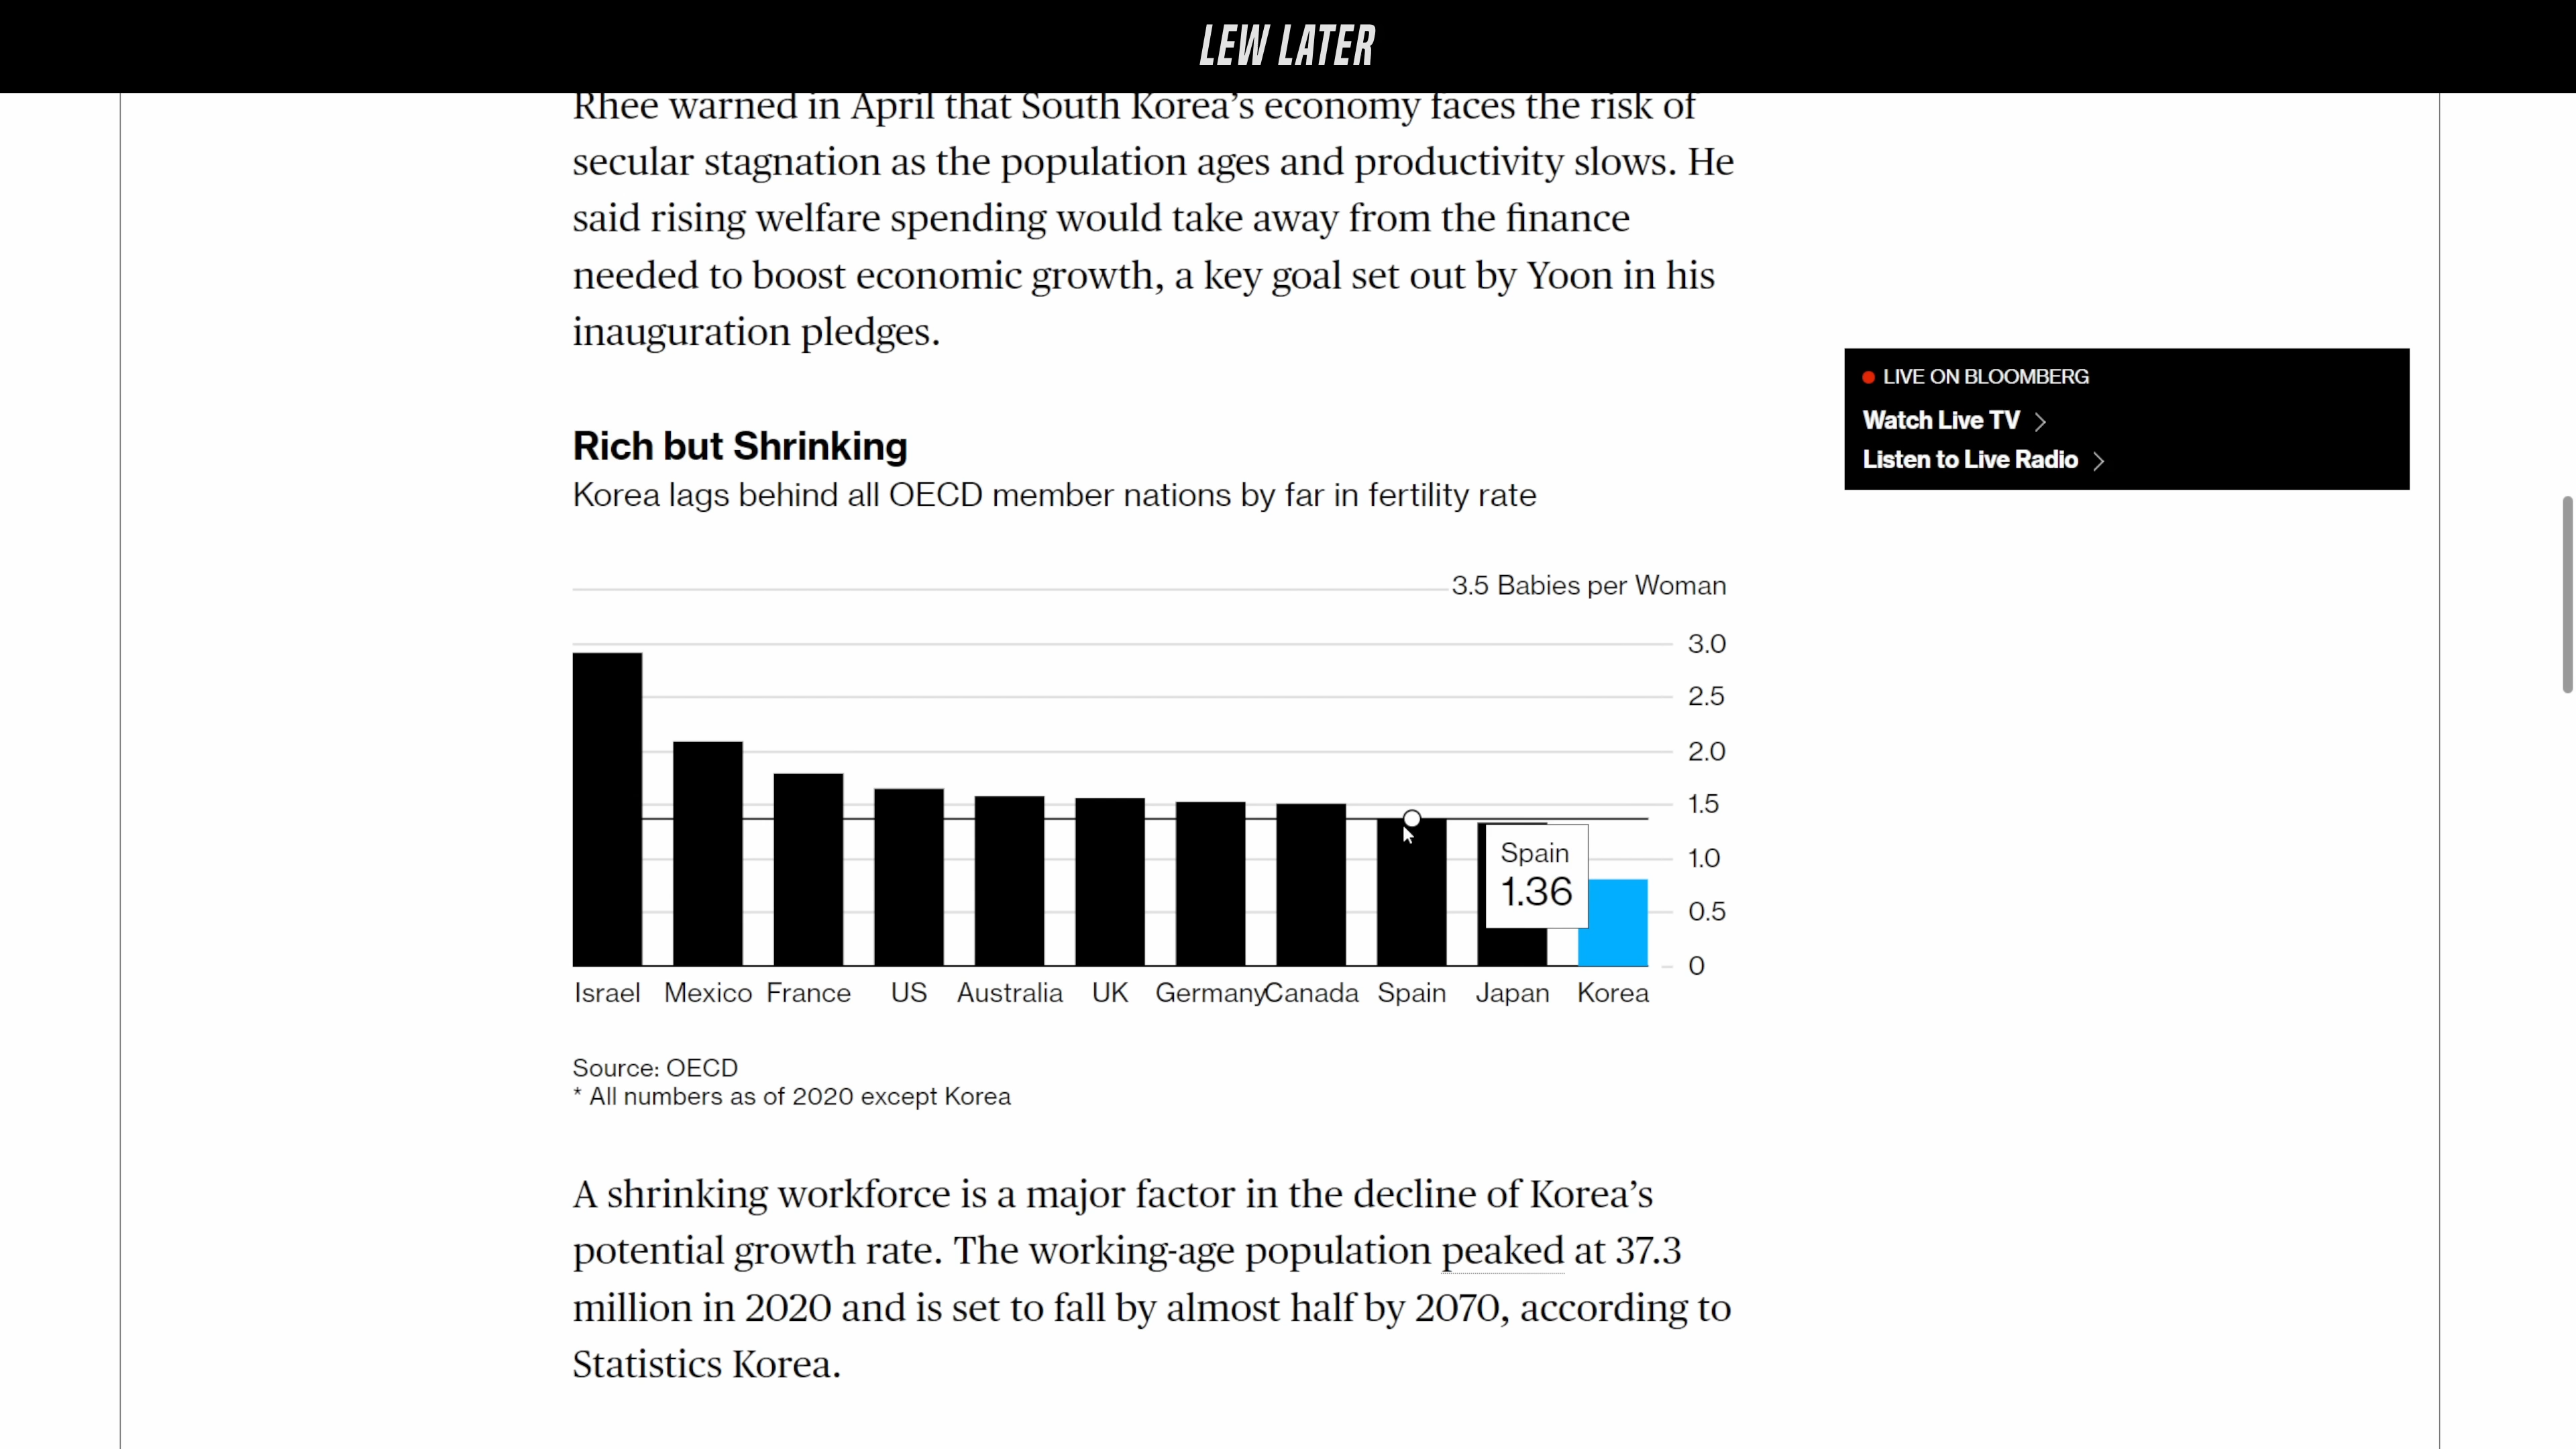 LEW LATER
Rhee warned in April that South Korea's economy faces the risk of
secular stagnation as the population ages and productivity slows. He
said rising welfare spending would take away from the finance
needed to boost economic growth, a key goal set out by Yoon in his
inauguration pledges.
LIVE ON BLOOMBERG
Watch Live TV
Listen to Live Radio
Rich but Shrinking
Korea lags behind all OECD member nations by far in fertility rate
3.5 Babies per Woman
3.0
2.5
2.0
1.5
1.0
0.5
0
Spain
1.36
Israel Mexico France US Australia UK Germany Canada Spain Japan Korea
Source: OECD
* All numbers as of 2020 except Korea
A shrinking workforce is a major factor in the decline of Korea's
potential growth rate. The working-age population peaked at 37.3
million in 2020 and is set to fall by almost half by 2070, according to
Statistics Korea.